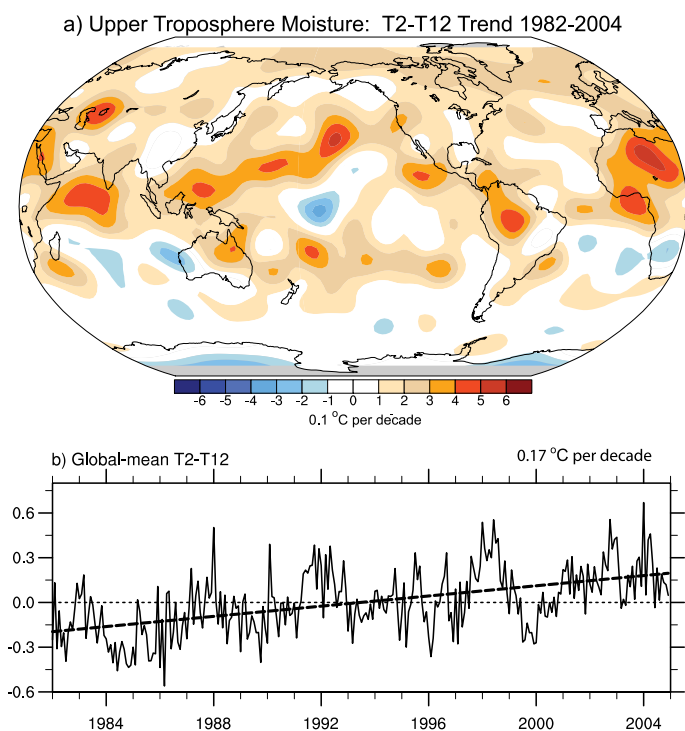 a) Upper Troposphere Moisture: T2-T12 Trend 1982-2004
-6 -5 -4 -3 -2 -1 0 1 2 3 4 5 6
0.1 °C per decade
b) Global-mean T2-T12 0.17 °C per decade
0.6
0.3
0.0
-0.3
-0.6
1984 1988 1992 1996 2000 2004